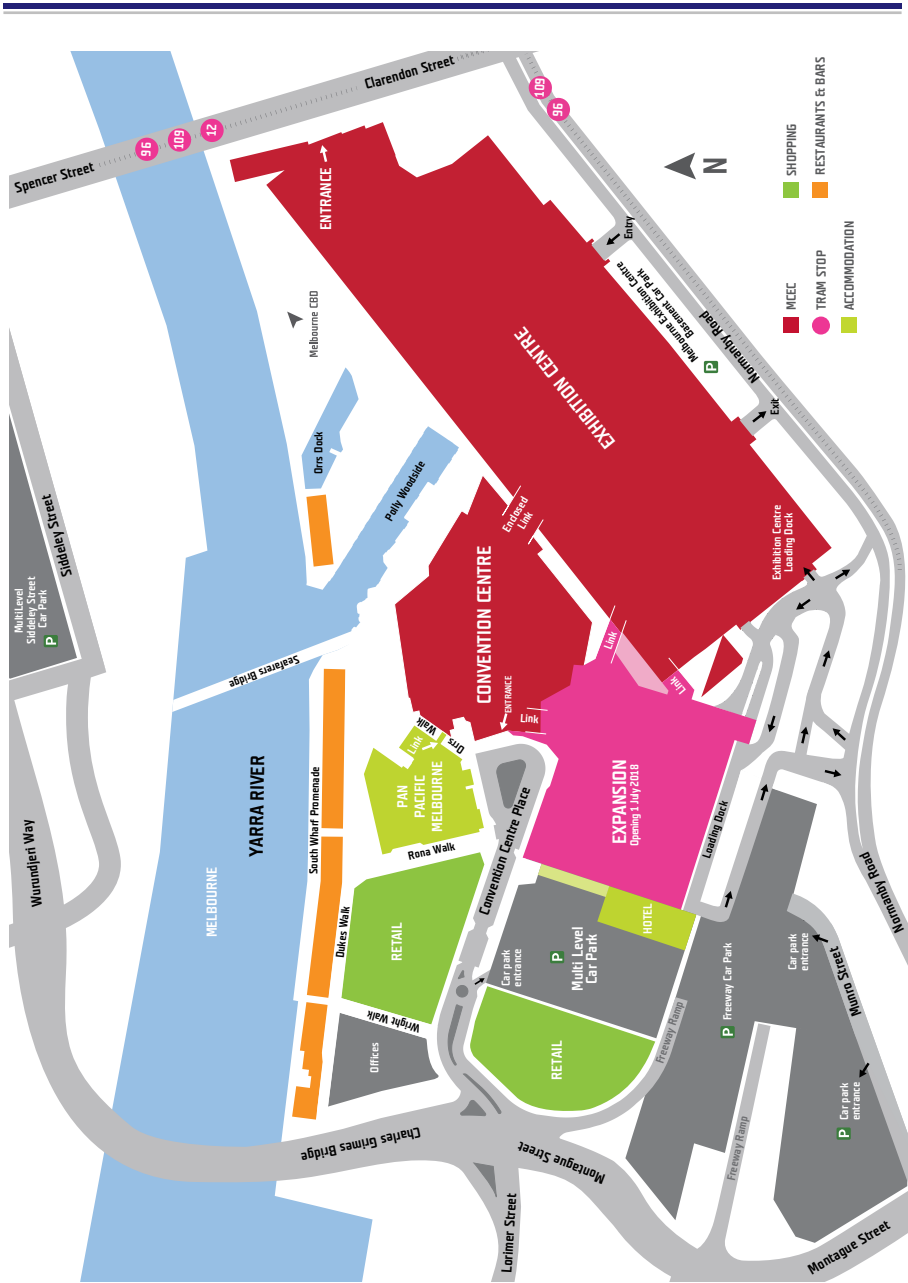 Spencer Street
96
109
12
Clarendon Street
109
96
ENTRANCE
N
SHOPPING
RESTAURANTS & BARS
MCEC
TRAM STOP
ACCOMMODATION
Entry
Melbourne Exhibition Centre
Basement Car Park
P
Normanby Road
Exit
Melbourne CBD
EXHIBITION CENTRE
Orrs Dock
Polly Woodside
Enclosed
Link
Exhibition Centre
Loading Dock
Siddeley Street
MultiLevel
Siddeley Street
Car Park
P
Seafarers Bridge
CONVENTION CENTRE
ENTRANCE
Link
Link
Link
Orrs
Walk
Link
PAN
PACIFIC
MELBOURNE
Wurundjeri Way
YARRA RIVER
MELBOURNE
South Wharf Promenade
Rona Walk
Convention Centre Place
EXPANSION
Opening 1 July 2018
Loading Dock
Dukes Walk
RETAIL
Wright Walk
Offices
Car park
entrance
P
Multi Level
Car Park
HOTEL
RETAIL
Freeway Ramp
P Freeway Car Park
Car park
entrance
Munro Street
Normanby Road
Freeway Ramp
P Car park
entrance
Charles Grimes Bridge
Montague Street
Lorimer Street
Montague Street